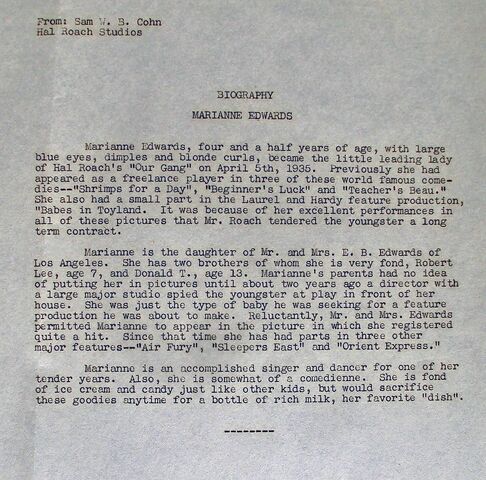 From: Sam W. B. Cohn
Hal Roach Studios
BIOGRAPHY
MARIANNE EDWARDS
Marianne Edwards, four and a half years of age, with large
blue eyes, dimples and blonde curls, became the little leading lady
of Hal Roach's "Our Gang" on April 5th, 1935. Previously she had
appeared as a freelance player in three of these world famous come-
dies--"Shrimps for a Day", "Beginner's Luck" and "Teacher's Beau."
She also had a small part in the Laurel and Hardy feature production,
"Babes in Toyland. It was because of her excellent performances in
all of these pictures that Mr. Roach tendered the youngster a long
term contract.
Marianne is the daughter of Mr. and Mrs. E. B. Edwards of
Los Angeles. She has two brothers of whom she is very fond, Robert
Lee, age 7, and Donald T., age 13. Marianne's parents had no idea
of putting her in pictures until about two years ago a director with
a large major studio spied the youngster at play in front of her
house. She was just the type of baby he was seeking for a feature
production he was about to make. Reluctantly, Mr. and Mrs. Edwards
permitted Marianne to appear in the picture in which she registered
quite a hit. Since that time she has had parts in three other
major features--"Air Fury", "Sleepers East" and "Orient Express."
Marianne is an accomplished singer and dancer for one of her
tender years. Also, she is somewhat of a comedienne. She is fond
of ice cream and candy just like other kids, but would sacrifice
these goodies anytime for a bottle of rich milk, her favorite "dish".
--------